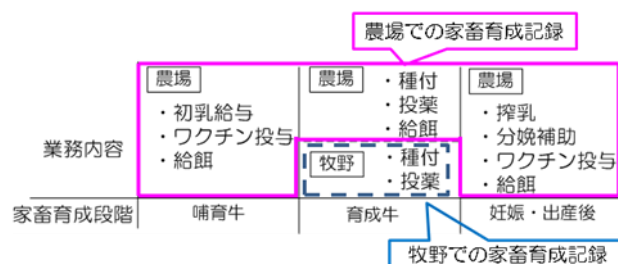 農場での家畜育成記録
農場
・初乳給与
・ワクチン投与
・給餌
農場
・種付
・投薬
・給餌
牧野
・種付
・投薬
農場
・搾乳
・分娩補助
・ワクチン投与
・給餌
業務内容
家畜育成段階
哺育牛
育成牛
妊娠・出産後
牧野での家畜育成記録